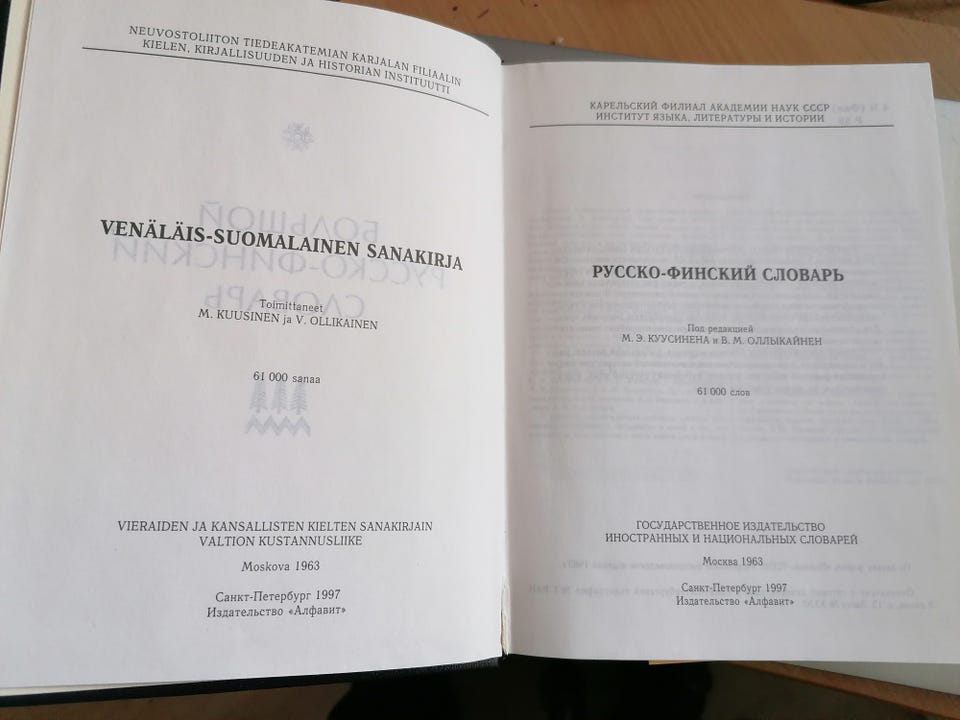 NEUVOSTOLIITON TIEDEAKATEMIAN KARJALAN FILIAALIN
KIELEN, KIRJALLISUUDEN JA HISTORIAN INSTITUUTTI
VENÄLÄIS-SUOMALAINEN SANAKIRJA
Toimittaneet
M. KUUSINEN ja V. OLLIKAINEN
61 000 sanaa
VIERAIDEN JA KANSALLISTEN KIELTEN SANAKIRJAIN
VALTION KUSTANNUSLIIKE
Moskova 1963
Санкт-Петербург 1997
Издательство «Алфавит»
КАРЕЛЬСКИЙ ФИЛИАЛ АКАДЕМИИ НАУК СССР
ИНСТИТУТ ЯЗЫКА, ЛИТЕРАТУРЫ И ИСТОРИИ
РУССКО-ФИНСКИЙ СЛОВАРЬ
Под редакцией
М. Э. КУУСИНЕНА и В. М. ОЛЛЫКАЙНЕН
61 000 слов
ГОСУДАРСТВЕННОЕ ИЗДАТЕЛЬСТВО
ИНОСТРАННЫХ И НАЦИОНАЛЬНЫХ СЛОВАРЕЙ
Москва 1963
Санкт-Петербург 1997
Издательство «Алфавит»